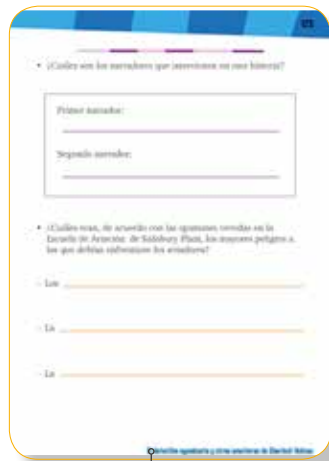 • ¿Cuáles son los narradores que intervienen en esta historia?
Primer narrador:
Segundo narrador:
• ¿Cuáles eran, de acuerdo con las opiniones vertidas en la
Escuela de Aviación de Salisbury Plain, los mayores peligros a
los que debían enfrentarse los aviadores?
- Los
- La
- La
y otros